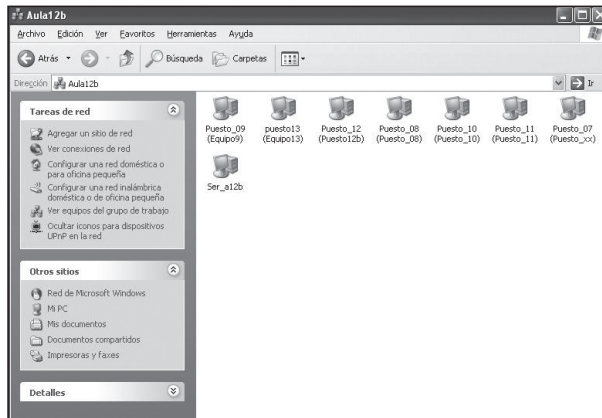 Aula12b
Archivo Edición Ver Favoritos Herramientas Ayuda
Atrás Búsqueda Carpetas
Dirección Aula12b Ir
Tareas de red
Agregar un sitio de red
Ver conexiones de red
Configurar una red doméstica o
para oficina pequeña
Configurar una red inalámbrica
doméstica o de oficina pequeña
Ver equipos del grupo de trabajo
Ocultar iconos para dispositivos
UPnP en la red
Otros sitios
Red de Microsoft Windows
Mi PC
Mis documentos
Documentos compartidos
Impresoras y faxes
Detalles
Puesto_09 puesto13 Puesto_12 Puesto_08 Puesto_10 Puesto_11 Puesto_07
(Equipo9) (Equipo13) (Puesto12b) (Puesto_08) (Puesto_10) (Puesto_11) (Puesto_xx)
Ser_a12b